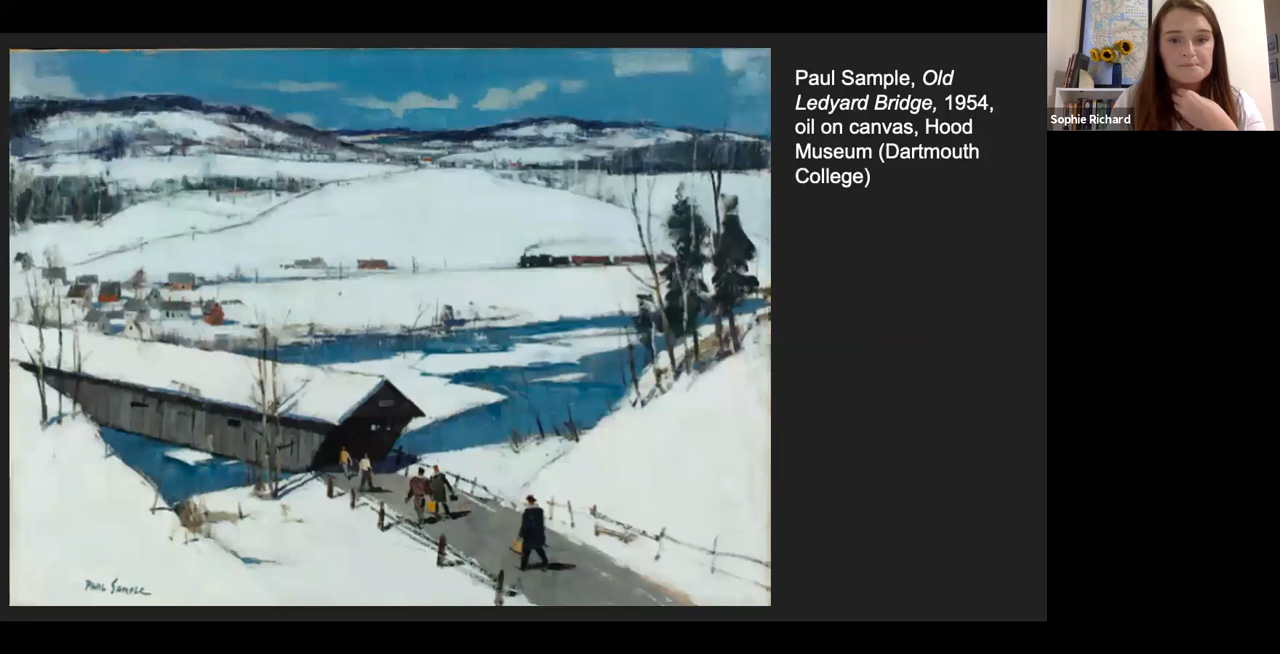 Paul Sample, Old
Ledyard Bridge, 1954,
oil on canvas, Hood
Museum (Dartmouth
College)
Sophie Richard
PAUL SAMPLE